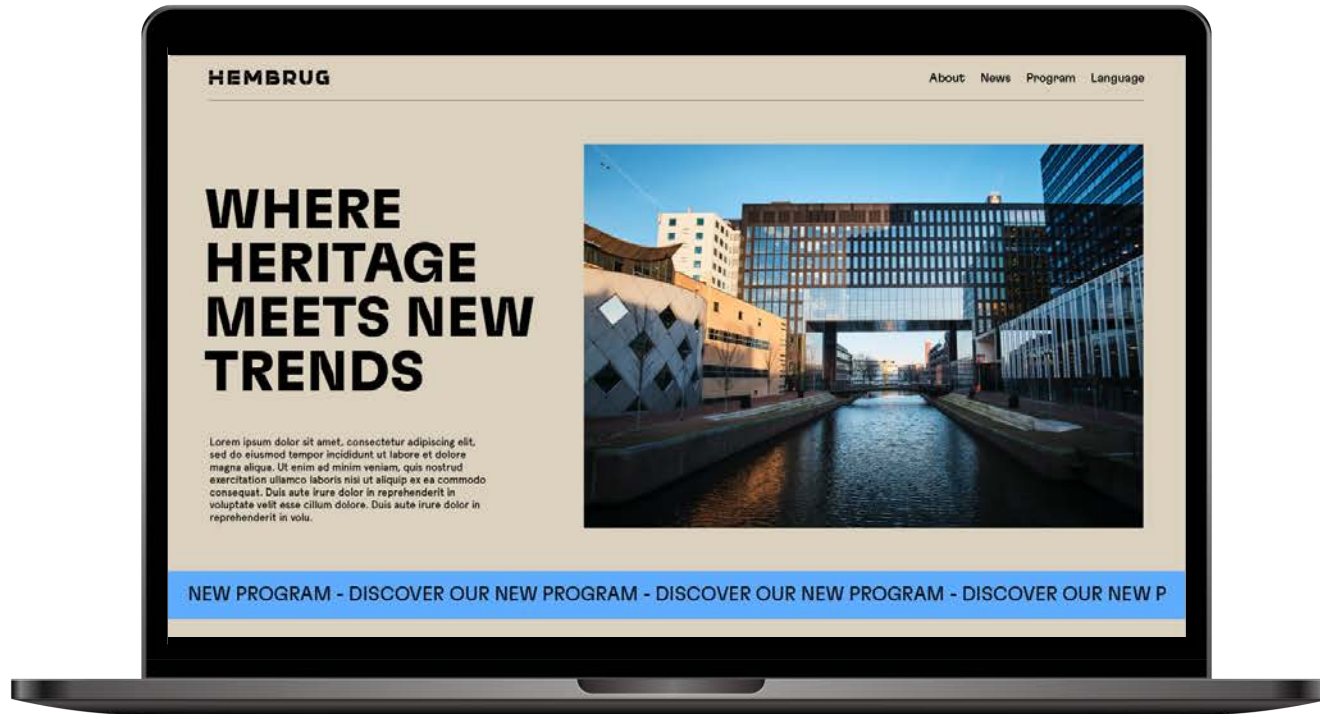 HEMBRUG
About News Program Language
WHERE
HERITAGE
MEETS NEW
TRENDS
Lorem ipsum dolor sit amet, consectetur adipiscing elit,
sed do eiusmod tempor incididunt ut labore et dolore
magna aliqua. Ut enim ad minim veniam, quis nostrud
exercitation ullamco laboris nisi ut aliquip ex ea commodo
consequat. Duis aute irure dolor in reprehenderit in
voluptate velit esse cillum dolore. Duis aute irure dolor in
reprehenderit in volu.
NEW PROGRAM - DISCOVER OUR NEW PROGRAM - DISCOVER OUR NEW PROGRAM - DISCOVER OUR NEW P